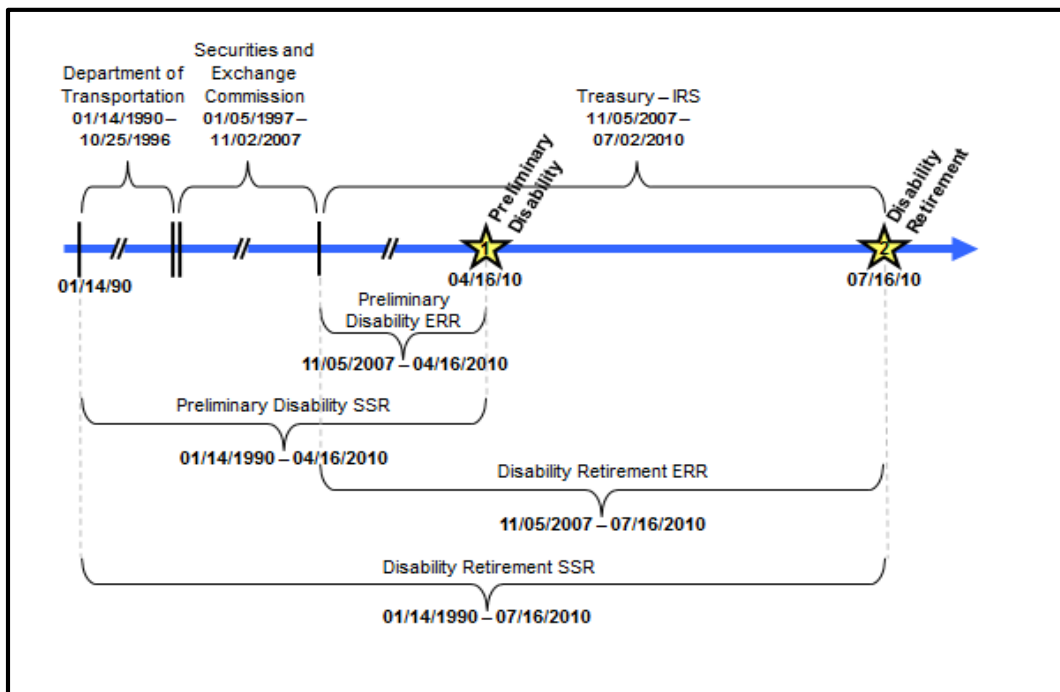 Department of
Transportation
01/14/1990 –
10/25/1996
Securities and
Exchange
Commission
01/05/1997 –
11/02/2007
Treasury – IRS
11/05/2007 –
07/02/2010
Preliminary
Disability
Disability
Retirement
1
2
01/14/90
04/16/10
07/16/10
Preliminary
Disability ERR
11/05/2007 – 04/16/2010
Preliminary Disability SSR
01/14/1990 – 04/16/2010
Disability Retirement ERR
11/05/2007 – 07/16/2010
Disability Retirement SSR
01/14/1990 – 07/16/2010